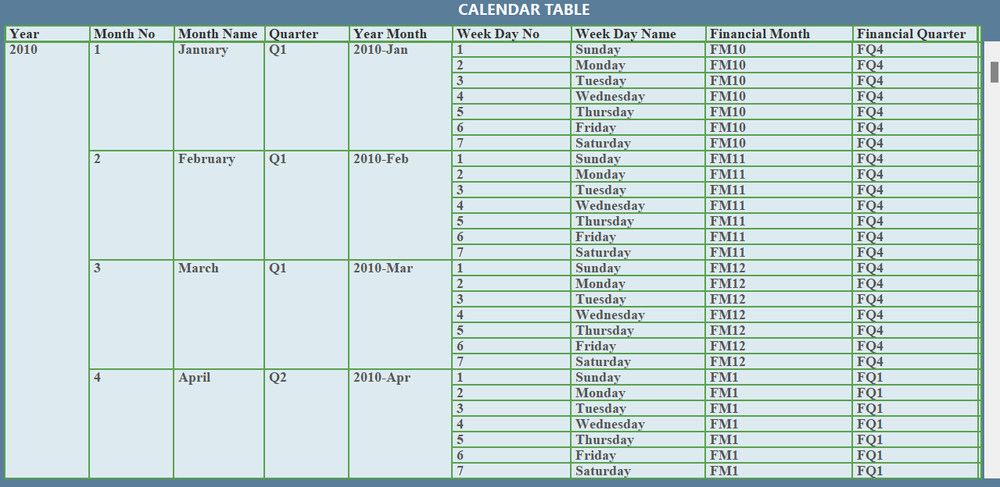 CALENDAR TABLE
Year Month No Month Name Quarter Year Month Week Day No Week Day Name Financial Month Financial Quarter
2010 1 January Q1 2010-Jan 1 Sunday FM10 FQ4
2 Monday FM10 FQ4
3 Tuesday FM10 FQ4
4 Wednesday FM10 FQ4
5 Thursday FM10 FQ4
6 Friday FM10 FQ4
7 Saturday FM10 FQ4
2 February Q1 2010-Feb 1 Sunday FM11 FQ4
2 Monday FM11 FQ4
3 Tuesday FM11 FQ4
4 Wednesday FM11 FQ4
5 Thursday FM11 FQ4
6 Friday FM11 FQ4
7 Saturday FM11 FQ4
3 March Q1 2010-Mar 1 Sunday FM12 FQ4
2 Monday FM12 FQ4
3 Tuesday FM12 FQ4
4 Wednesday FM12 FQ4
5 Thursday FM12 FQ4
6 Friday FM12 FQ4
7 Saturday FM12 FQ4
4 April Q2 2010-Apr 1 Sunday FM1 FQ1
2 Monday FM1 FQ1
3 Tuesday FM1 FQ1
4 Wednesday FM1 FQ1
5 Thursday FM1 FQ1
6 Friday FM1 FQ1
7 Saturday FM1 FQ1